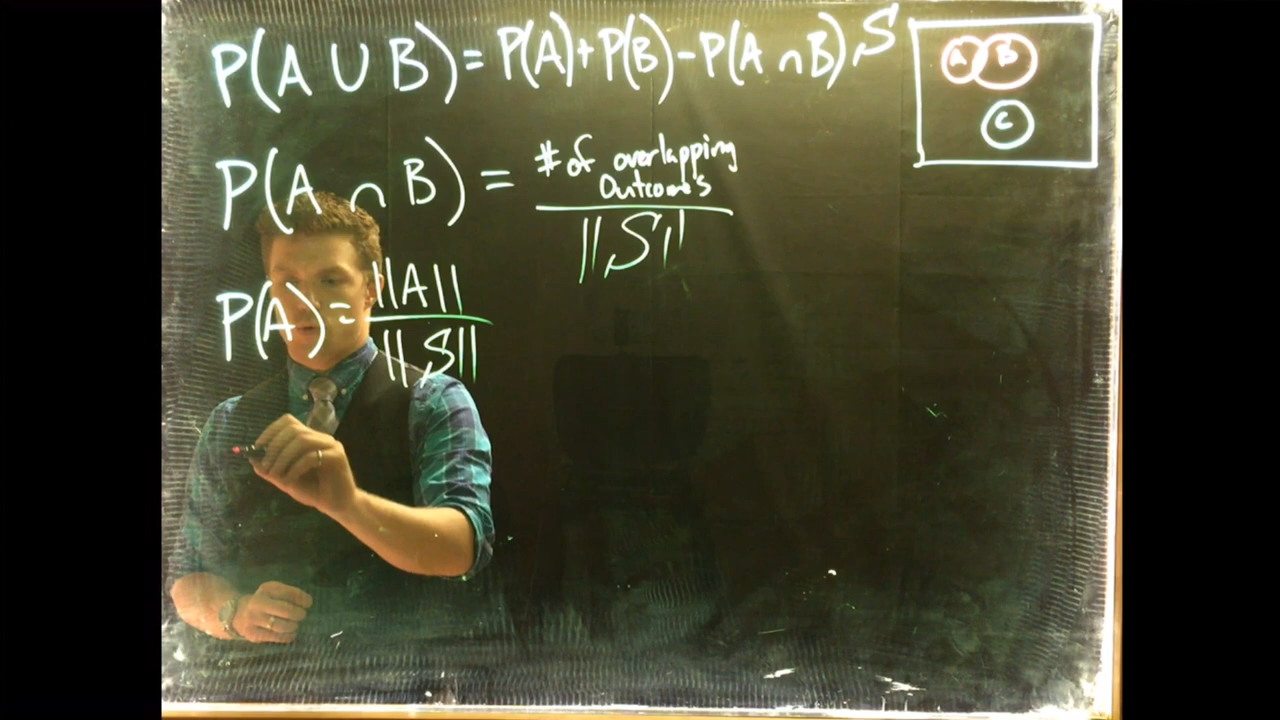 P(A ∪ B) = P(A) + P(B) - P(A ∩ B) S
A B
C
P(A ∩ B) = # of overlapping
Outcomes
||S||
P(A) = ||A||
||S||